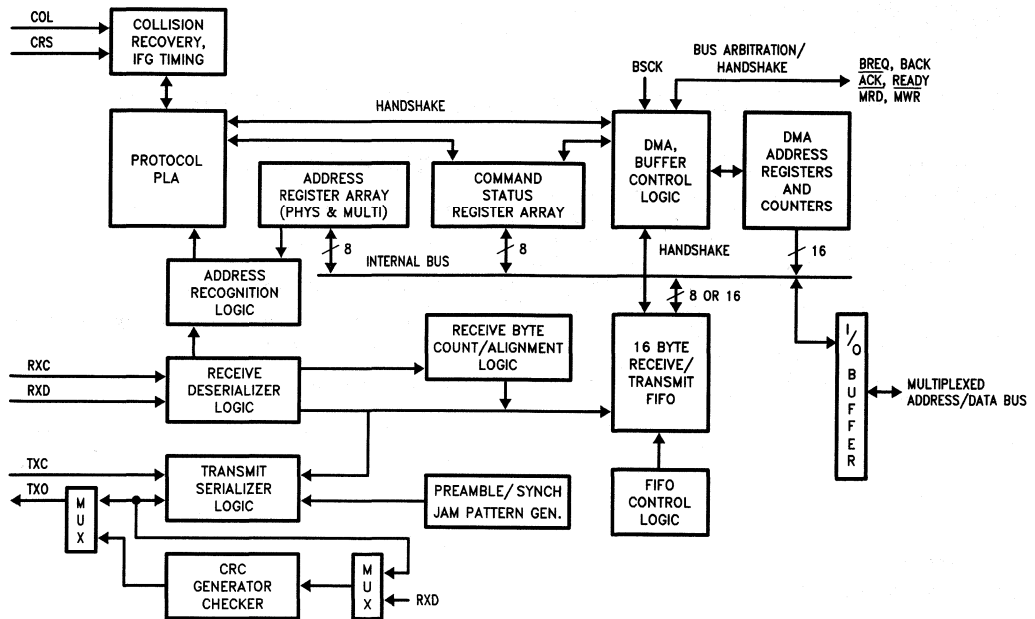 COL
CRS
COLLISION
RECOVERY,
IFG TIMING
BUS ARBITRATION/
HANDSHAKE
BSCK
BREQ, BACK
ACK, READY
MRD, MWR
HANDSHAKE
PROTOCOL
PLA
ADDRESS
REGISTER ARRAY
(PHYS & MULTI)
COMMAND
STATUS
REGISTER ARRAY
DMA,
BUFFER
CONTROL
LOGIC
DMA
ADDRESS
REGISTERS
AND
COUNTERS
8
8
HANDSHAKE
16
INTERNAL BUS
ADDRESS
RECOGNITION
LOGIC
8 OR 16
RECEIVE BYTE
COUNT/ALIGNMENT
LOGIC
16 BYTE
RECEIVE/
TRANSMIT
FIFO
I/O BUFFER
MULTIPLEXED
ADDRESS/DATA BUS
RXC
RXD
RECEIVE
DESERIALIZER
LOGIC
TXC
TXO
TRANSMIT
SERIALIZER
LOGIC
PREAMBLE/SYNCH
JAM PATTERN GEN.
FIFO
CONTROL
LOGIC
MUX
CRC
GENERATOR
CHECKER
MUX
RXD